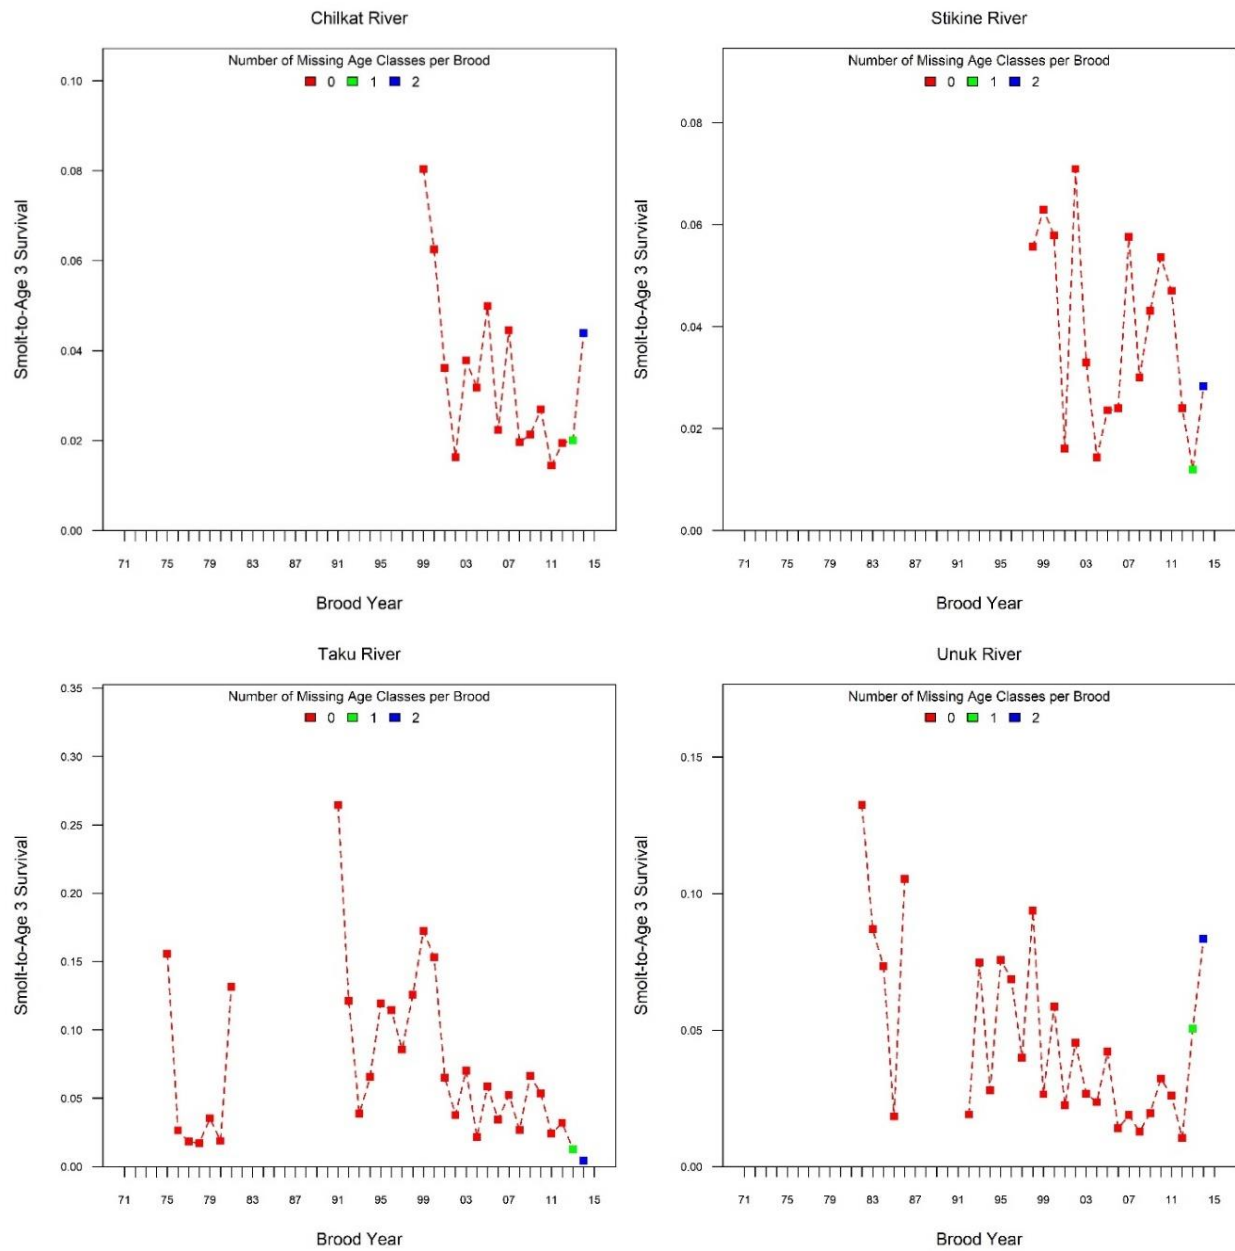 Chilkat River
Number of Missing Age Classes per Brood
0 1 2
Smolt-to-Age 3 Survival
0.10
0.08
0.06
0.04
0.02
0.00
71 75 79 83 87 91 95 99 03 07 11 15
Brood Year
Stikine River
Number of Missing Age Classes per Brood
0 1 2
Smolt-to-Age 3 Survival
0.08
0.06
0.04
0.02
0.00
71 75 79 83 87 91 95 99 03 07 11 15
Brood Year
Taku River
Number of Missing Age Classes per Brood
0 1 2
Smolt-to-Age 3 Survival
0.35
0.30
0.25
0.20
0.15
0.10
0.05
0.00
71 75 79 83 87 91 95 99 03 07 11 15
Brood Year
Unuk River
Number of Missing Age Classes per Brood
0 1 2
Smolt-to-Age 3 Survival
0.15
0.10
0.05
0.00
71 75 79 83 87 91 95 99 03 07 11 15
Brood Year